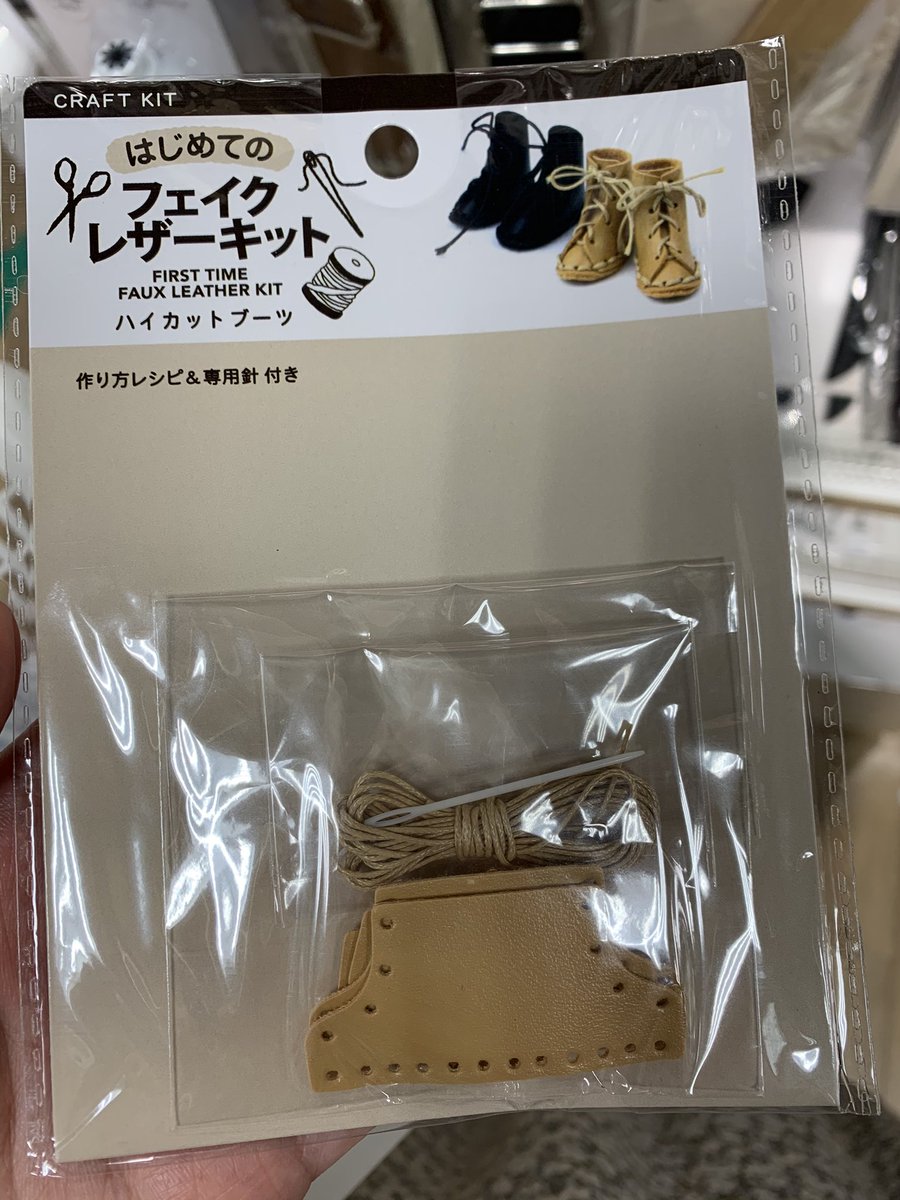 CRAFT KIT
はじめての
フェイク
レザーキット
FIRST TIME
FAUX LEATHER KIT
ハイカットブーツ
作り方レシピ&専用針 付き